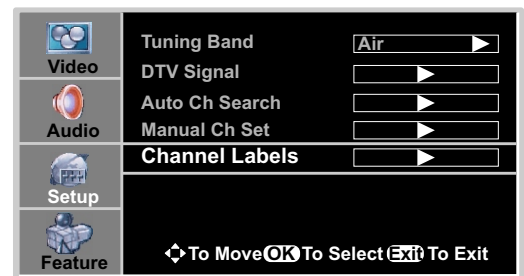 Video
Audio
Setup
Feature
Tuning Band Air
DTV Signal
Auto Ch Search
Manual Ch Set
Channel Labels
To Move OK To Select Exit To Exit